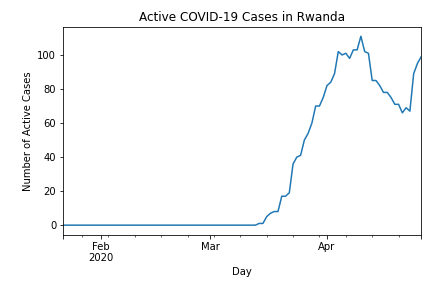 Active COVID-19 Cases in Rwanda
100
80
60
40
20
0
Number of Active Cases
Feb
2020
Mar
Apr
Day